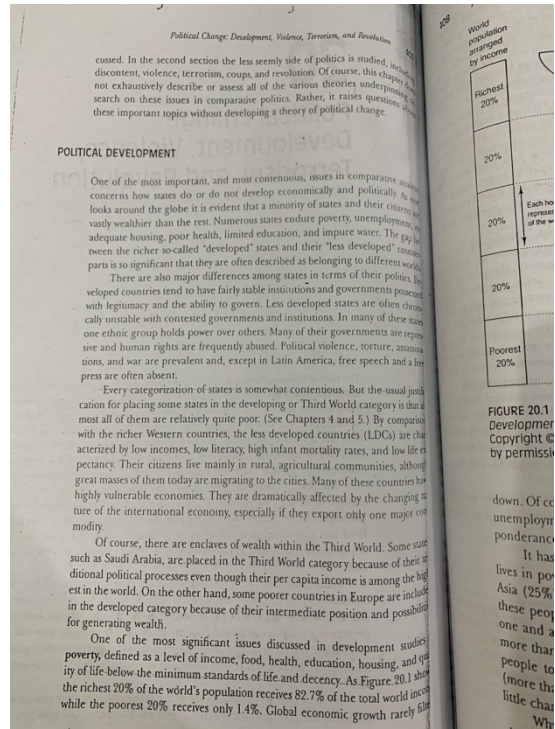 Political Change: Development, Violence, Terrorism, and Revolution
cussed. In the second section the less seemly side of politics is studied,
discontent, violence, terrorism, coups, and revolution. Of course, this chapter
not exhaustively describe or assess all of the various theories
search on these issues in comparative politics. Rather, it raises questions
these important topics without developing a theory of political change.
POLITICAL DEVELOPMENT
One of the most important, and most contentious, issues in comparative
concerns how states do or do not develop economically and politically. As
looks around the globe it is evident that a minority of states and their citizens
vastly wealthier than the rest. Numerous states endure poverty, unemployment,
adequate housing, poor health, limited education, and impure water. The gap
tween the richer so-called "developed" states and their "less developed"
parts is so significant that they are often described as belonging to different
There are also major differences among states in terms of their politics.
veloped countries tend to have fairly stable institutions and governments
with legitimacy and the ability to govern. Less developed states are often
cally unstable with contested governments and institutions. In many of these
one ethnic group holds power over others. Many of their governments are
sive and human rights are frequently abused. Political violence, torture,
tions, and war are prevalent and, except in Latin America, free speech and a
press are often absent.
Every categorization of states is somewhat contentious. But the usual
cation for placing some states in the developing or Third World category is that
most all of them are relatively quite poor. (See Chapters 4 and 5.) By comparison
with the richer Western countries, the less developed countries (LDCs) are
acterized by low incomes, low literacy, high infant mortality rates, and low life
pectancy. Their citizens live mainly in rural, agricultural communities, although
great masses of them today are migrating to the cities. Many of these countries
highly vulnerable economies. They are dramatically affected by the changing
ture of the international economy, especially if they export only one major
modity.
Of course, there are enclaves of wealth within the Third World. Some
such as Saudi Arabia, are placed in the Third World category because of their
ditional political processes even though their per capita income is among the
est in the world. On the other hand, some poorer countries in Europe are
in the developed category because of their intermediate position and
for generating wealth.
One of the most significant issues discussed in development studies
poverty, defined as a level of income, food, health, education, housing, and
ity of life below the minimum standards of life and decency. As Figure 20.1
the richest 20% of the world's population receives 82.7% of the total world
while the poorest 20% receives only 1.4%. Global economic growth rarely
108
World
population
arranged
by income
Richest
20%
20%
20%
20%
Poorest
20%
Each
of the
FIGURE 20.1
Copyright ©
by
down. Of
It has
lives in
Asia (25%
these
one and a
more than
people to
(more
little